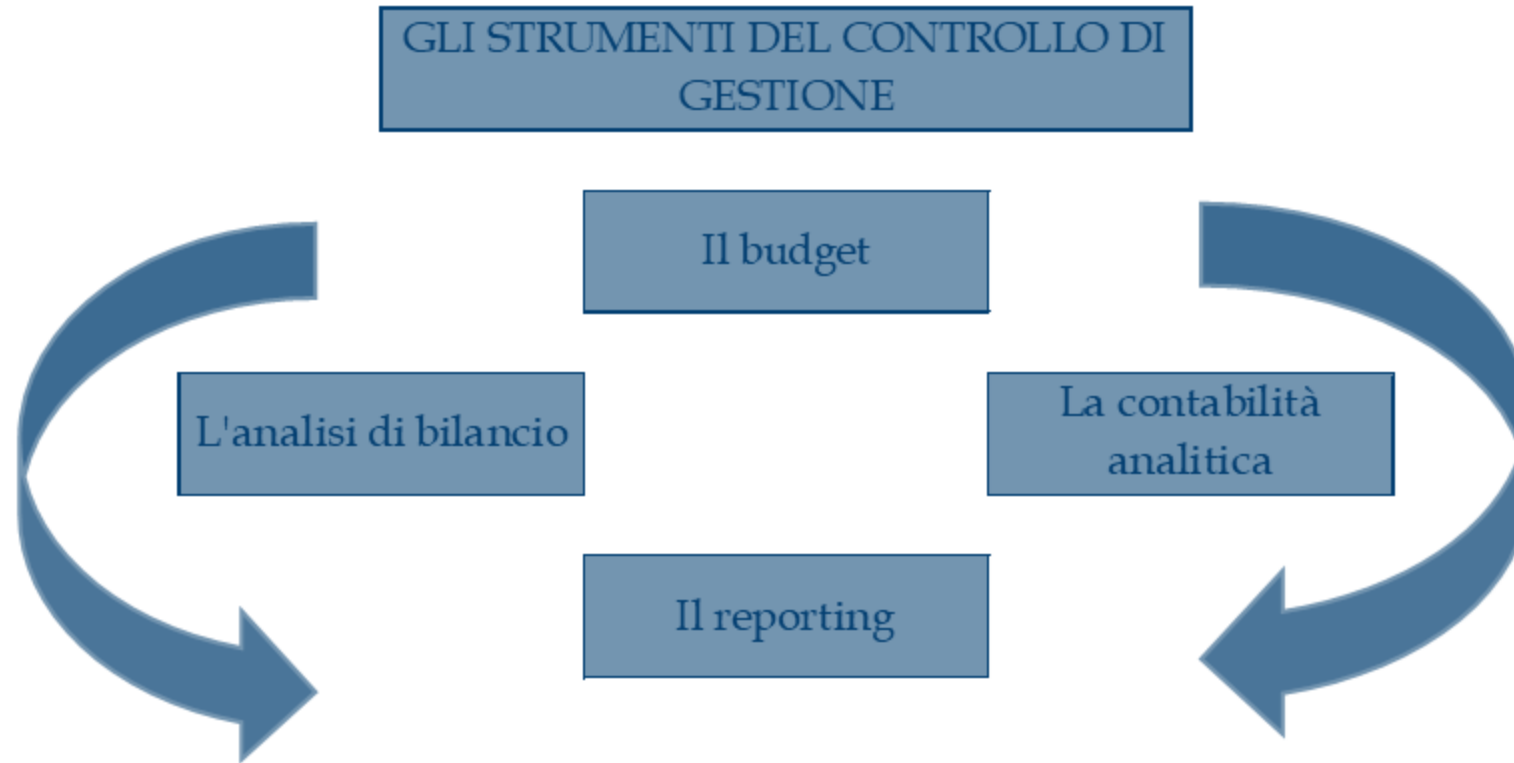 GLI STRUMENTI DEL CONTROLLO DI
GESTIONE
Il budget
L'analisi di bilancio
La contabilità
analitica
Il reporting